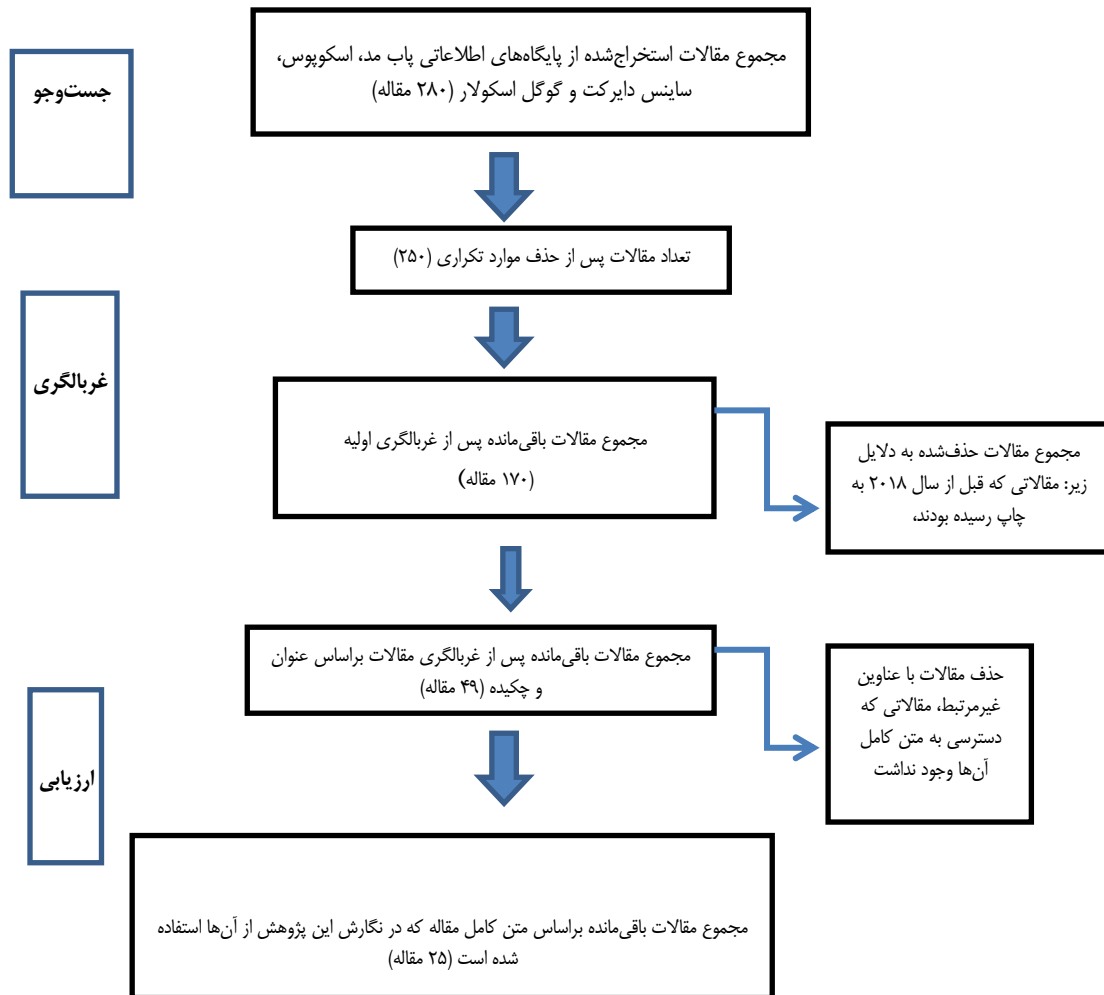 جست‌وجو
مجموع مقالات استخراج‌شده از پایگاه‌های اطلاعاتی پاب مد، اسکوپوس،
ساینس دایرکت و گوگل اسکولار (۲۸۰ مقاله)
تعداد مقالات پس از حذف موارد تکراری (۲۵۰)
غربالگری
مجموع مقالات باقی‌مانده پس از غربالگری اولیه
(۱۷۰ مقاله)
مجموع مقالات حذف‌شده به دلایل
زیر: مقالاتی که قبل از سال ۲۰۱۸ به
چاپ رسیده بودند،
مجموع مقالات باقی‌مانده پس از غربالگری مقالات براساس عنوان
و چکیده (۴۹ مقاله)
حذف مقالات با عناوین
غیرمرتبط، مقالاتی که
دسترسی به متن کامل
آن‌ها وجود نداشت
ارزیابی
مجموع مقالات باقی‌مانده براساس متن کامل مقاله که در نگارش این پژوهش از آن‌ها استفاده
شده است (۲۵ مقاله)